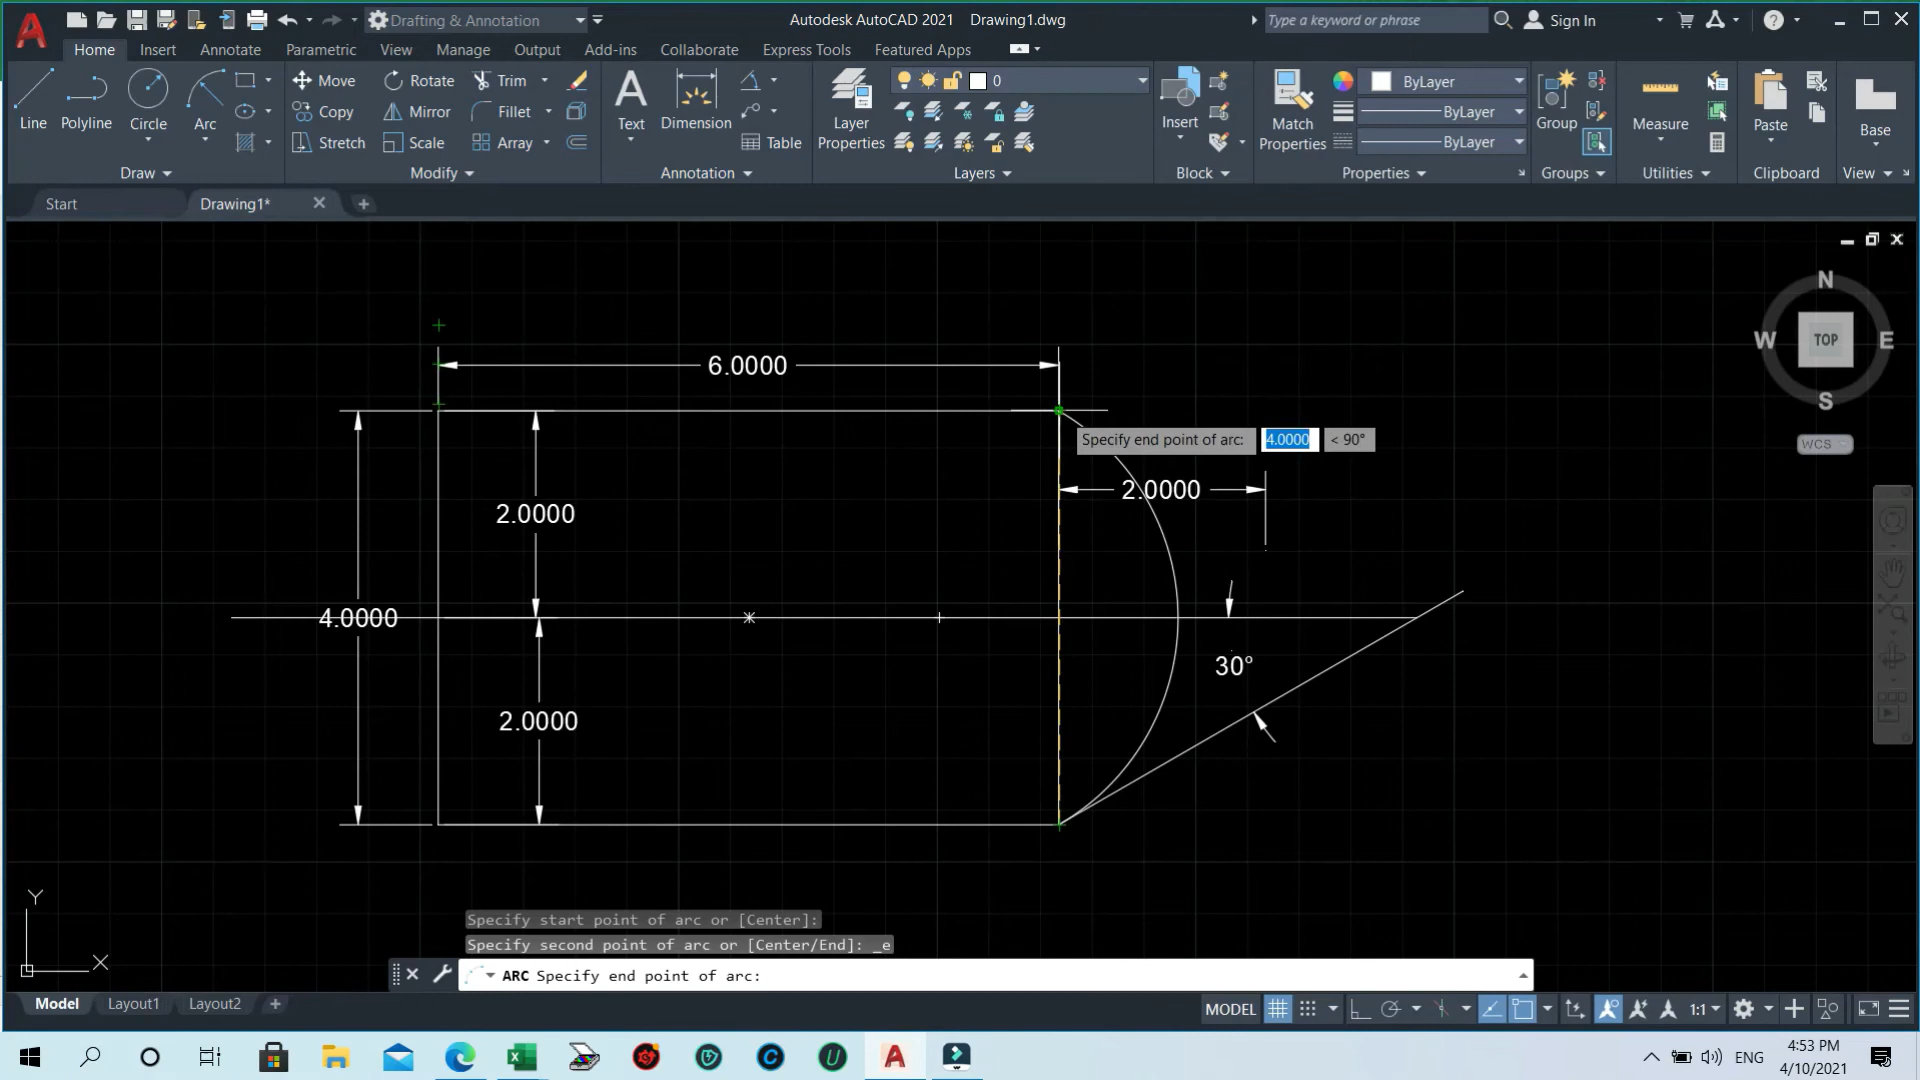 Drafting & Annotation
Autodesk AutoCAD 2021 Drawing1.dwg
Type a keyword or phrase
Sign In
Home Insert Annotate Parametric View Manage Output Add-ins Collaborate Express Tools Featured Apps
Line Polyline Circle Arc
Move Rotate Trim
Copy Mirror Fillet
Stretch Scale Array
Text Dimension Table
Layer Properties
0
Insert
Match Properties
ByLayer
ByLayer
ByLayer
Group
Measure
Paste
Base
Draw Modify Annotation Layers Block Properties Groups Utilities Clipboard View
Start Drawing1*
N
W TOP E
S
WCS
6.0000
Specify end point of arc: 4.0000 < 90°
2.0000
2.0000
4.0000
30°
2.0000
Y
X
Specify start point of arc or [Center]:
Specify second point of arc or [Center/End]: _e
ARC Specify end point of arc:
Model Layout1 Layout2
MODEL 1:1
ENG
4:53 PM
4/10/2021